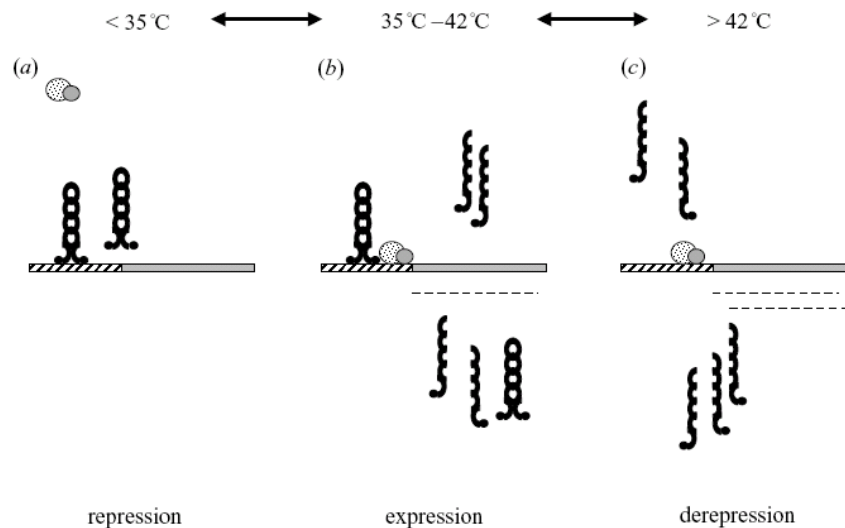 < 35°C 35°C –42°C > 42°C
(a) (b) (c)
repression expression derepression